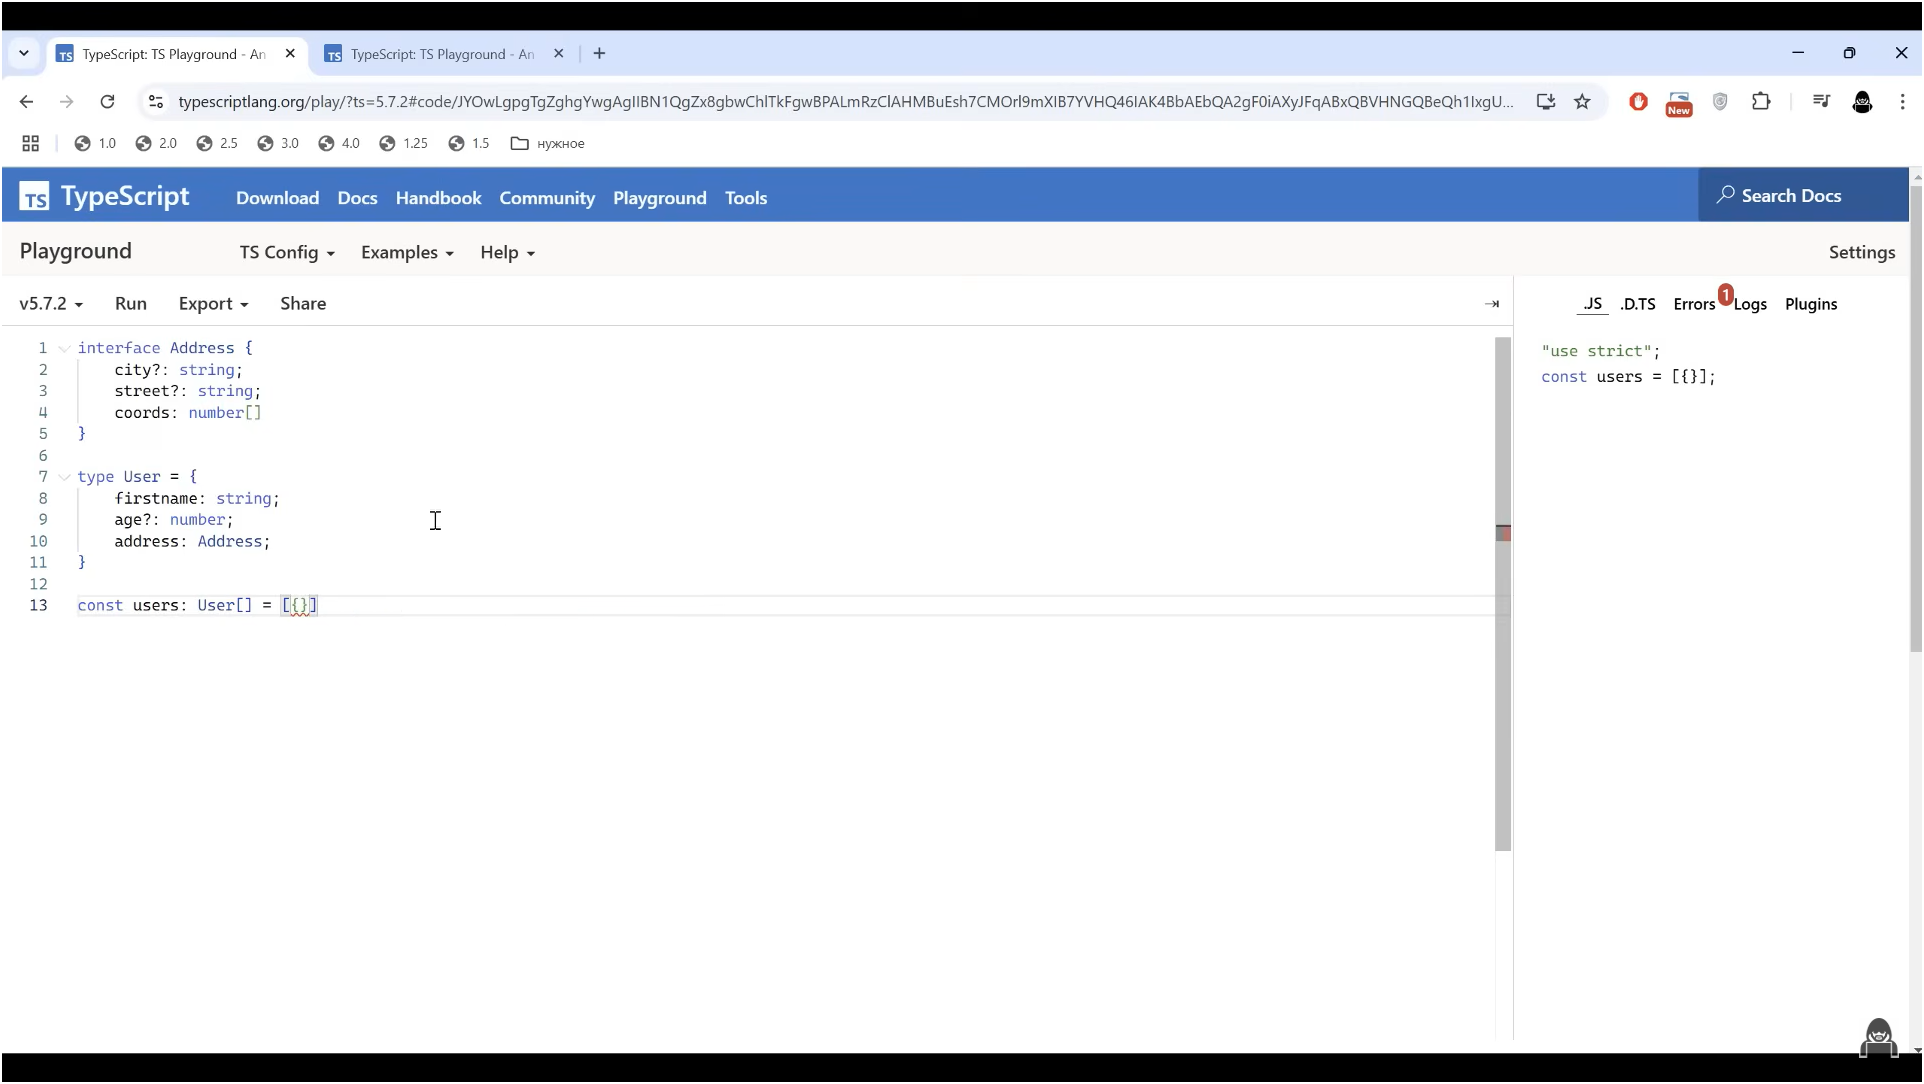 TypeScript: TS Playground - An
TypeScript: TS Playground - An
typescriptlang.org/play/?ts=5.7.2#code/JYOwLgpgTgZghgYwgAgIIBN1QgZx8gbwChlTkFgwBPALmRzClAHMBuEsh7CMOrl9mXIB7YVHQ46IAK4BbAEbQA2gF0iAXyJFqABxQBVHNGQBeQh1IxgU...
New
1.0 2.0 2.5 3.0 4.0 1.25 1.5 нужное
TS TypeScript Download Docs Handbook Community Playground Tools Search Docs
Playground TS Config Examples Help Settings
v5.7.2 Run Export Share
.JS .D.TS Errors 1 Logs Plugins
1 interface Address {
2 city?: string;
3 street?: string;
4 coords: number[]
5 }
6
7 type User = {
8 firstname: string;
9 age?: number;
10 address: Address;
11 }
12
13 const users: User[] = [{}]
"use strict";
const users = [{}];